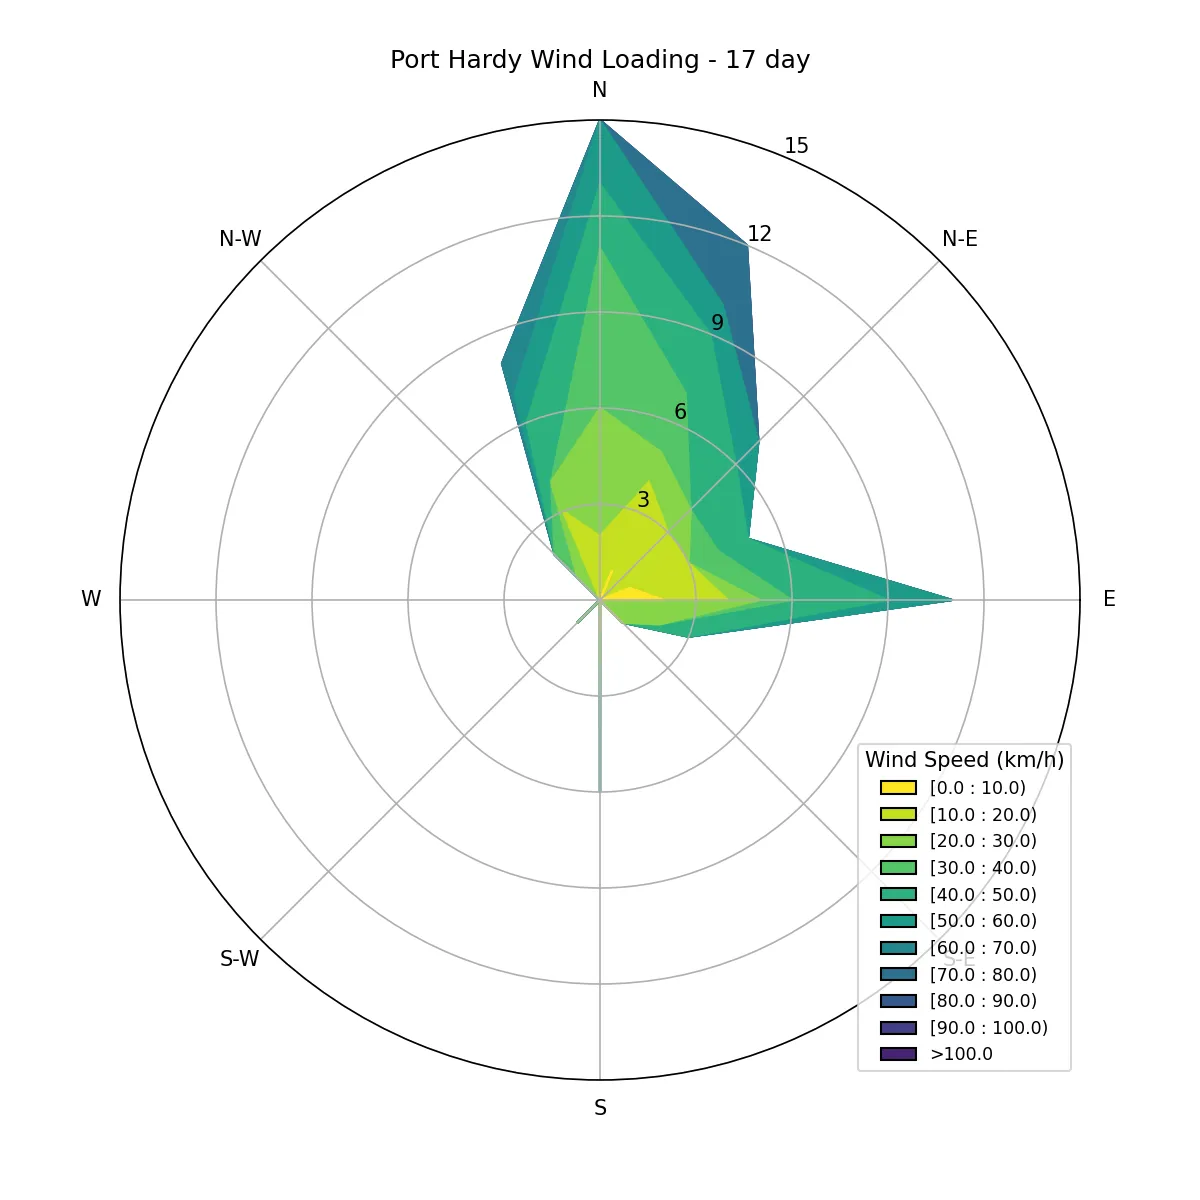 Port Hardy Wind Loading - 17 day
N
15
N-W
12
N-E
9
6
3
W
E
Wind Speed (km/h)
[0.0 : 10.0)
[10.0 : 20.0)
[20.0 : 30.0)
[30.0 : 40.0)
[40.0 : 50.0)
[50.0 : 60.0)
[60.0 : 70.0)
S-W
S-E
[70.0 : 80.0)
[80.0 : 90.0)
[90.0 : 100.0)
>100.0
S